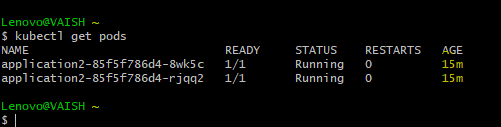 Lenovo@VAISH ~
$ kubectl get pods
NAME READY STATUS RESTARTS AGE
application2-85f5f786d4-8wk5c 1/1 Running 0 15m
application2-85f5f786d4-rjqq2 1/1 Running 0 15m
Lenovo@VAISH ~
$